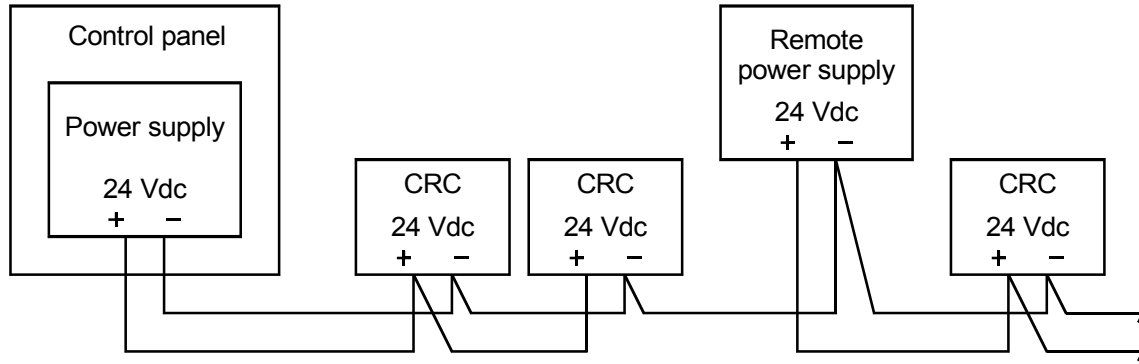 Control panel
Power supply
24 Vdc
+ −
CRC
24 Vdc
+ −
CRC
24 Vdc
+ −
Remote
power supply
24 Vdc
+ −
CRC
24 Vdc
+ −